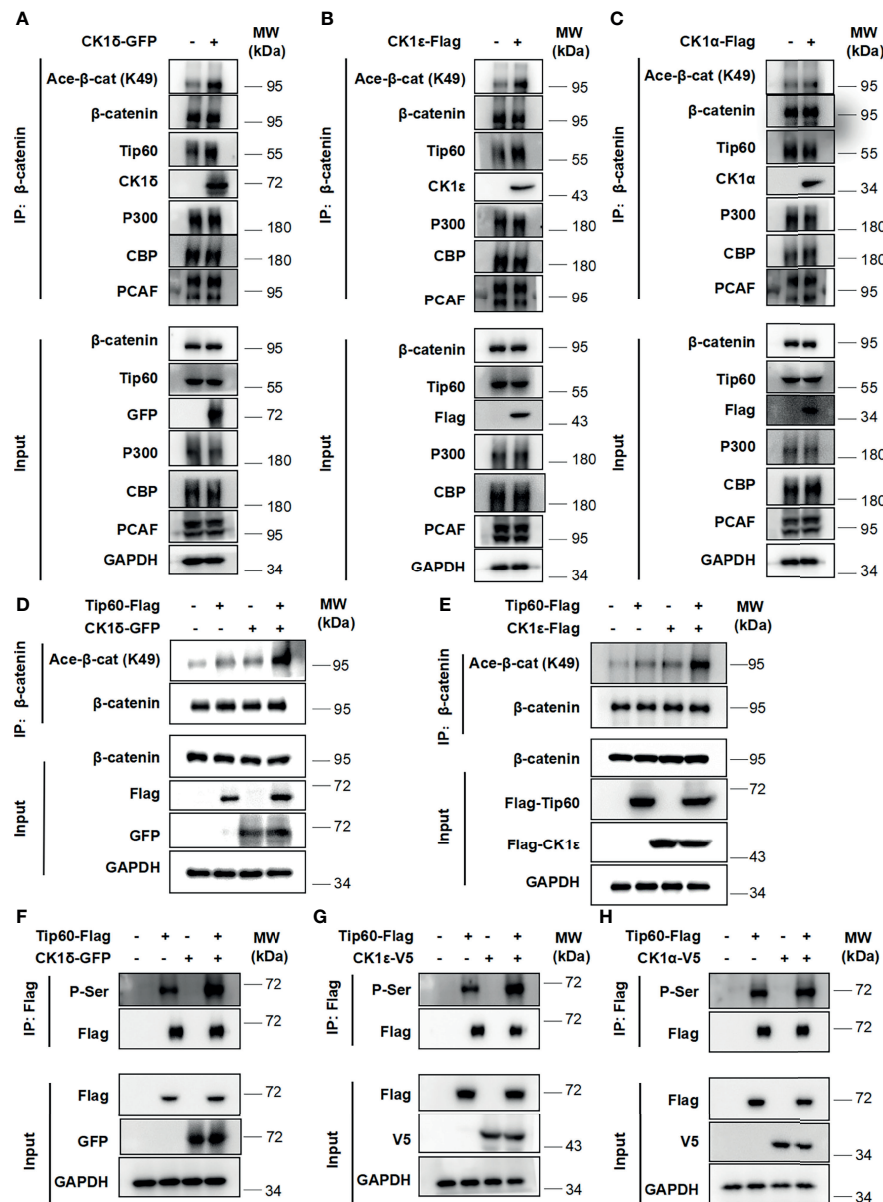 A
CK1δ-GFP - + MW (kDa)
IP: β-catenin
Ace-β-cat (K49) 95
β-catenin 95
Tip60 55
CK1δ 72
P300 180
CBP 180
PCAF 95
Input
β-catenin 95
Tip60 55
GFP 72
P300 180
CBP 180
PCAF 95
GAPDH 34
B
CK1ε-Flag - + MW (kDa)
IP: β-catenin
Ace-β-cat (K49) 95
β-catenin 95
Tip60 55
CK1ε 43
P300 180
CBP 180
PCAF 95
Input
β-catenin 95
Tip60 55
Flag 43
P300 180
CBP 180
PCAF 95
GAPDH 34
C
CK1α-Flag - + MW (kDa)
IP: β-catenin
Ace-β-cat (K49) 95
β-catenin 95
Tip60 55
CK1α 34
P300 180
CBP 180
PCAF 95
Input
β-catenin 95
Tip60 55
Flag 34
P300 180
CBP 180
PCAF 95
GAPDH 34
D
Tip60-Flag - + - + MW
CK1δ-GFP - - + + (kDa)
IP: β-catenin
Ace-β-cat (K49) 95
β-catenin 95
Input
β-catenin 95
Flag 72
GFP 72
GAPDH 34
E
Tip60-Flag - + - + MW
CK1ε-Flag - - + + (kDa)
IP: β-catenin
Ace-β-cat (K49) 95
β-catenin 95
Input
β-catenin 95
Flag-Tip60 72
Flag-CK1ε 43
GAPDH 34
F
Tip60-Flag - + - + MW
CK1δ-GFP - - + + (kDa)
IP: Flag
P-Ser 72
Flag 72
Input
Flag 72
GFP 72
GAPDH 34
G
Tip60-Flag - + - + MW
CK1ε-V5 - - + + (kDa)
IP: Flag
P-Ser 72
Flag 72
Input
Flag 72
V5 43
GAPDH 34
H
Tip60-Flag - + - + MW
CK1α-V5 - - + + (kDa)
IP: Flag
P-Ser 72
Flag 72
Input
Flag 72
V5 34
GAPDH 34